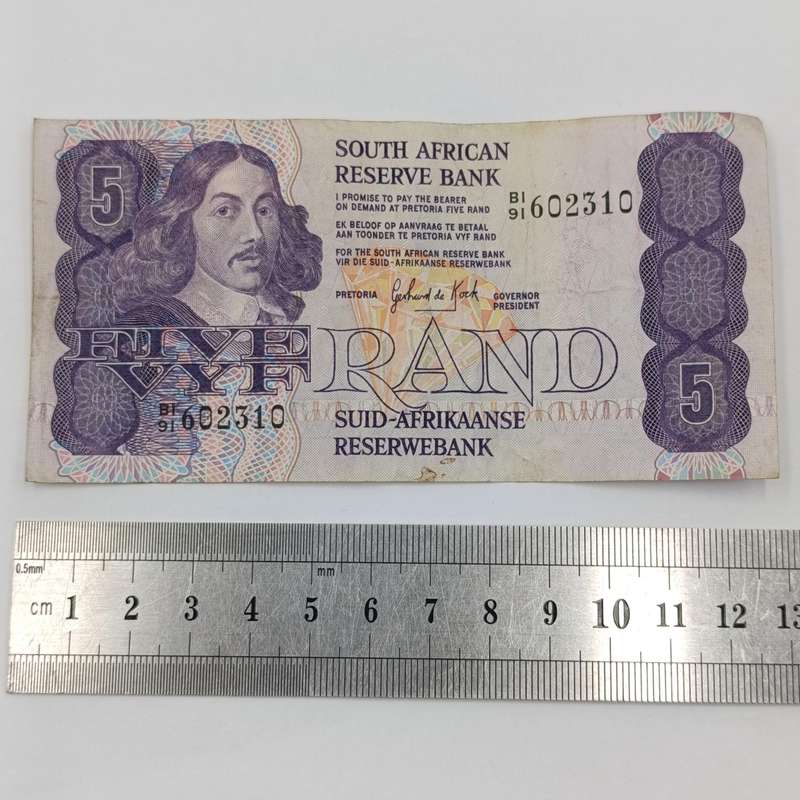 5
SOUTH AFRICAN
RESERVE BANK
I PROMISE TO PAY THE BEARER
ON DEMAND AT PRETORIA FIVE RAND
BI
91 602310
EK BELOOF OP AANVRAAG TE BETAAL
AAN TOONDER TE PRETORIA VYF RAND
FOR THE SOUTH AFRICAN RESERVE BANK
VIR DIE SUID-AFRIKAANSE RESERWEBANK
PRETORIA Gerhard de Kock GOVERNOR
PRESIDENT
FIVE
VYF RAND
5
BI
91 602310
SUID-AFRIKAANSE
RESERWEBANK
0.5mm mm
cm 1 2 3 4 5 6 7 8 9 10 11 12 13